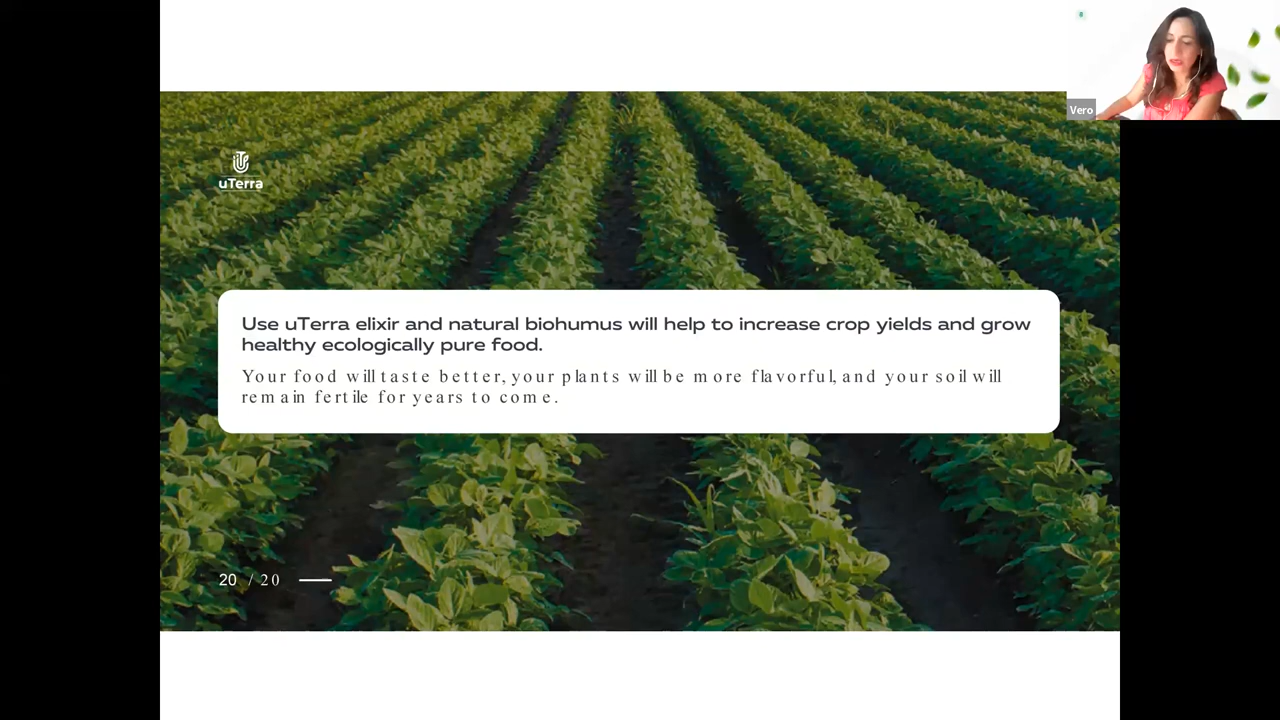 Vero
uTerra
Use uTerra elixir and natural biohumus will help to increase crop yields and grow
healthy ecologically pure food.
Your food will taste better, your plants will be more flavorful, and your soil will
remain fertile for years to come.
20 / 20